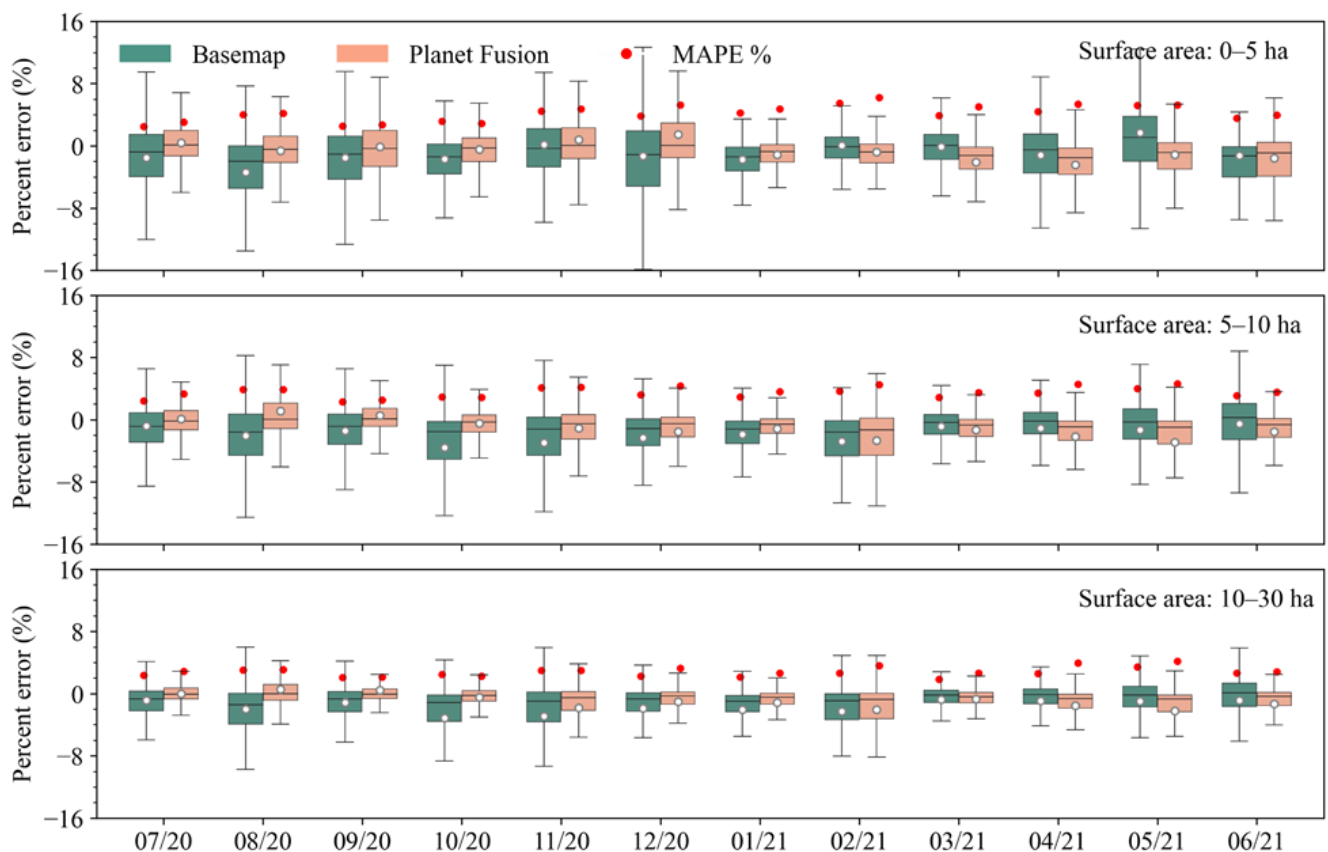 16
8
0
−8
−16
Percent error (%)
Basemap
Planet Fusion
MAPE %
Surface area: 0–5 ha
16
8
0
−8
−16
Percent error (%)
Surface area: 5–10 ha
16
8
0
−8
−16
Percent error (%)
Surface area: 10–30 ha
07/20 08/20 09/20 10/20 11/20 12/20 01/21 02/21 03/21 04/21 05/21 06/21